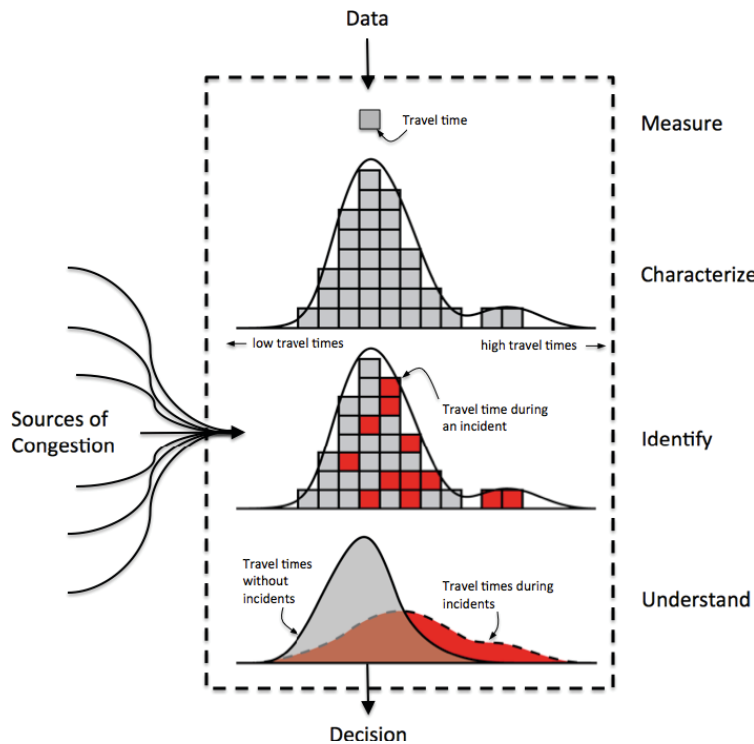 Data
Travel time
Measure
Characterize
low travel times
high travel times
Sources of
Congestion
Travel time during
an incident
Identify
Travel times
without
incidents
Travel times during
incidents
Understand
Decision